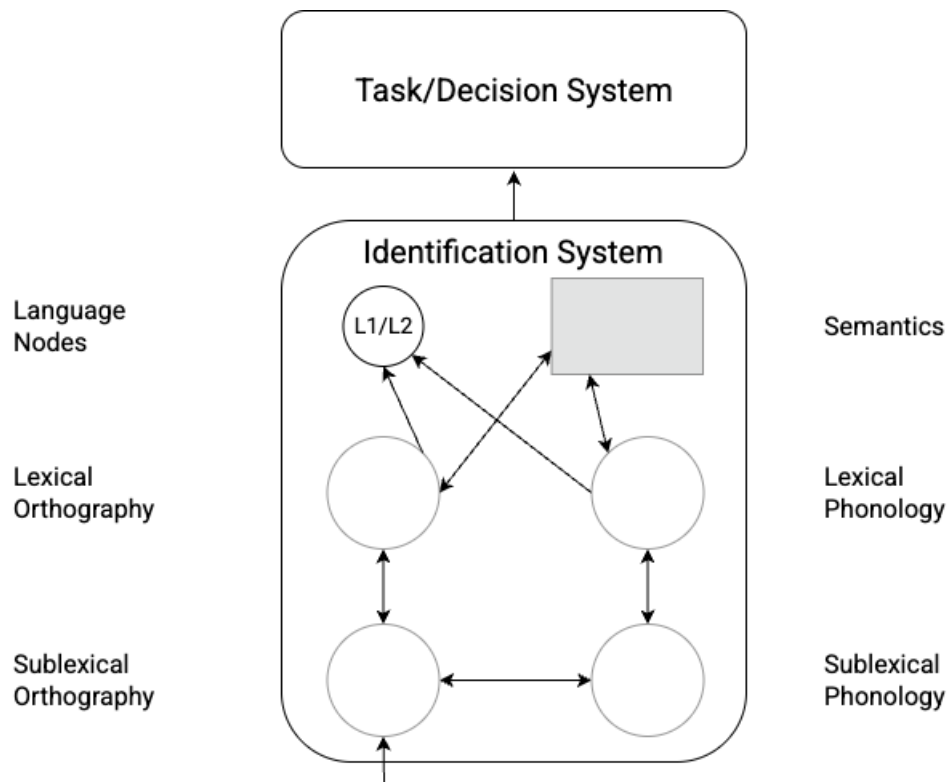 Task/Decision System
Identification System
Language
Nodes
L1/L2
Semantics
Lexical
Orthography
Lexical
Phonology
Sublexical
Orthography
Sublexical
Phonology